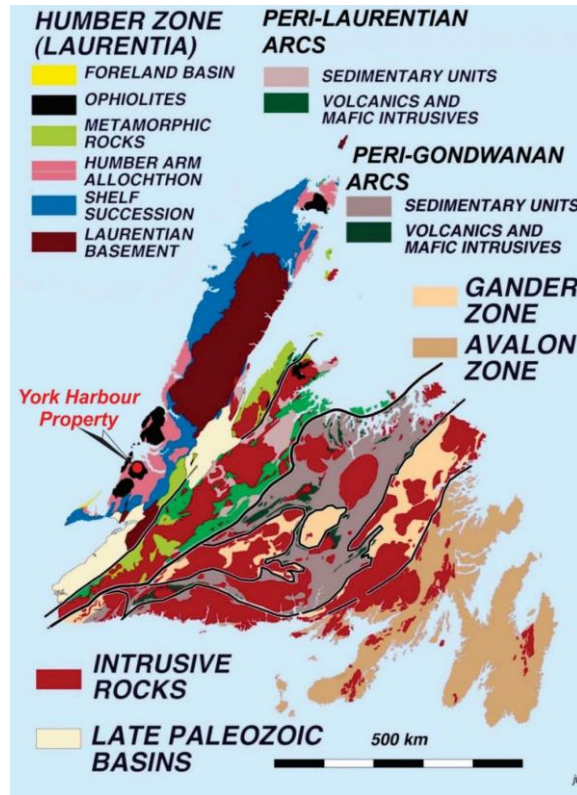 HUMBER ZONE
(LAURENTIA)
FORELAND BASIN
OPHIOLITES
METAMORPHIC
ROCKS
HUMBER ARM
ALLOCHTHON
SHELF
SUCCESSION
LAURENTIAN
BASEMENT
PERI-LAURENTIAN
ARCS
SEDIMENTARY UNITS
VOLCANICS AND
MAFIC INTRUSIVES
PERI-GONDWANAN
ARCS
SEDIMENTARY UNITS
VOLCANICS AND
MAFIC INTRUSIVES
GANDER
ZONE
AVALON
ZONE
York Harbour
Property
INTRUSIVE
ROCKS
LATE PALEOZOIC
BASINS
500 km